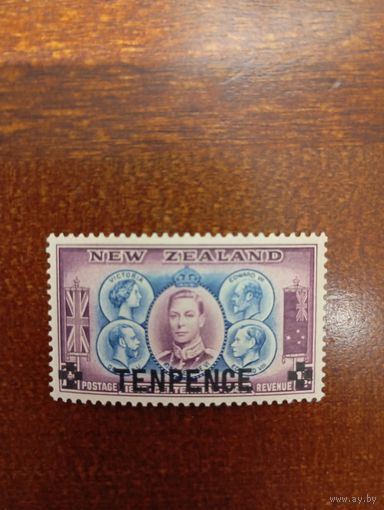 NEW ZEALAND
VICTORIA
EDWARD VII
TENPENCE
POSTAGE
REVENUE
www.ay.by